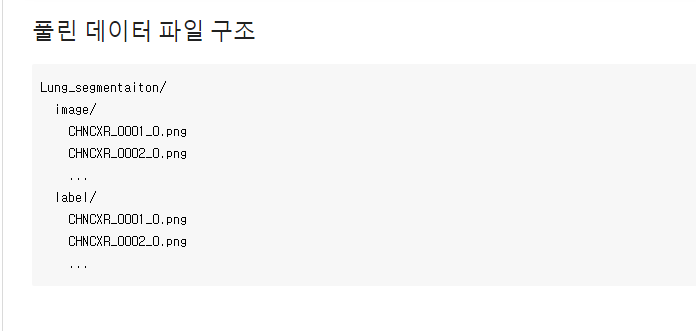 풀린 데이터 파일 구조
Lung_segmentaiton/
image/
CHNCXR_0001_0.png
CHNCXR_0002_0.png
...
label/
CHNCXR_0001_0.png
CHNCXR_0002_0.png
...